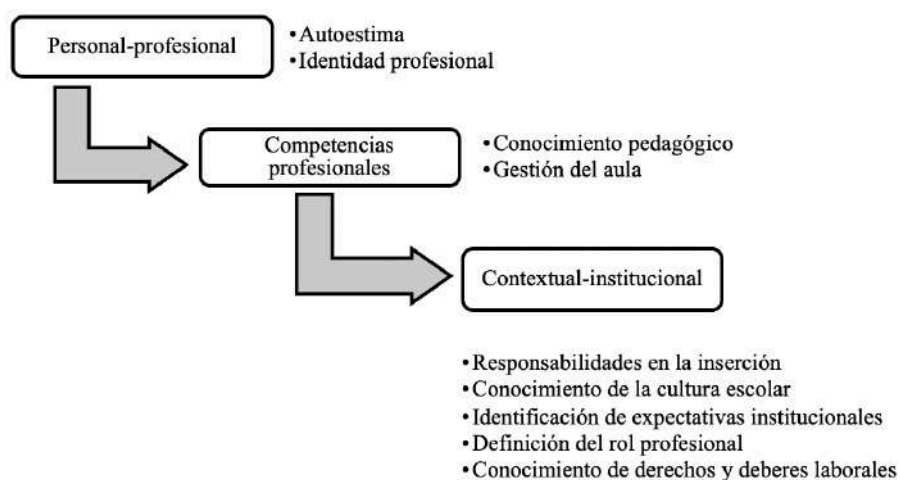 Personal-profesional
•Autoestima
•Identidad profesional
Competencias
profesionales
•Conocimiento pedagógico
•Gestión del aula
Contextual-institucional
•Responsabilidades en la inserción
•Conocimiento de la cultura escolar
•Identificación de expectativas institucionales
•Definición del rol profesional
•Conocimiento de derechos y deberes laborales